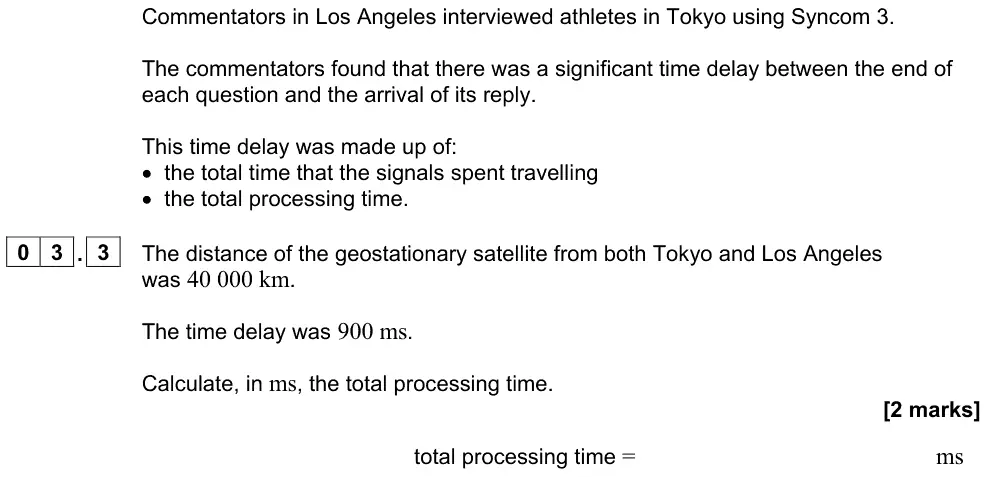 Commentators in Los Angeles interviewed athletes in Tokyo using Syncom 3.
The commentators found that there was a significant time delay between the end of
each question and the arrival of its reply.
This time delay was made up of:
• the total time that the signals spent travelling
• the total processing time.
0 3 . 3 The distance of the geostationary satellite from both Tokyo and Los Angeles
was 40 000 km.
The time delay was 900 ms.
Calculate, in ms, the total processing time.
[2 marks]
total processing time = ms